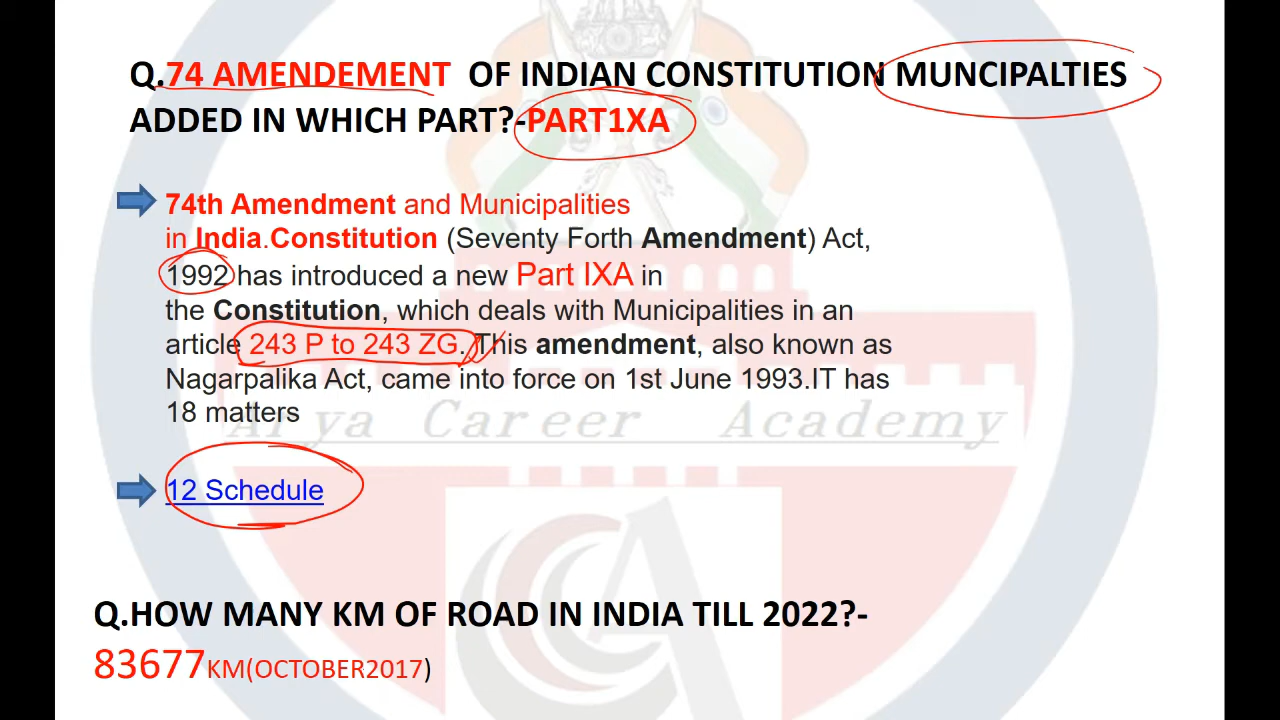 Q.74 AMENDEMENT OF INDIAN CONSTITUTION MUNCIPALTIES
ADDED IN WHICH PART?-PART1XA
74th Amendment and Municipalities
in India.Constitution (Seventy Forth Amendment) Act,
1992 has introduced a new Part IXA in
the Constitution, which deals with Municipalities in an
article 243 P to 243 ZG. This amendment, also known as
Nagarpalika Act, came into force on 1st June 1993.IT has
18 matters
Arya Career Academy
12 Schedule
Q.HOW MANY KM OF ROAD IN INDIA TILL 2022?-
83677KM(OCTOBER2017)